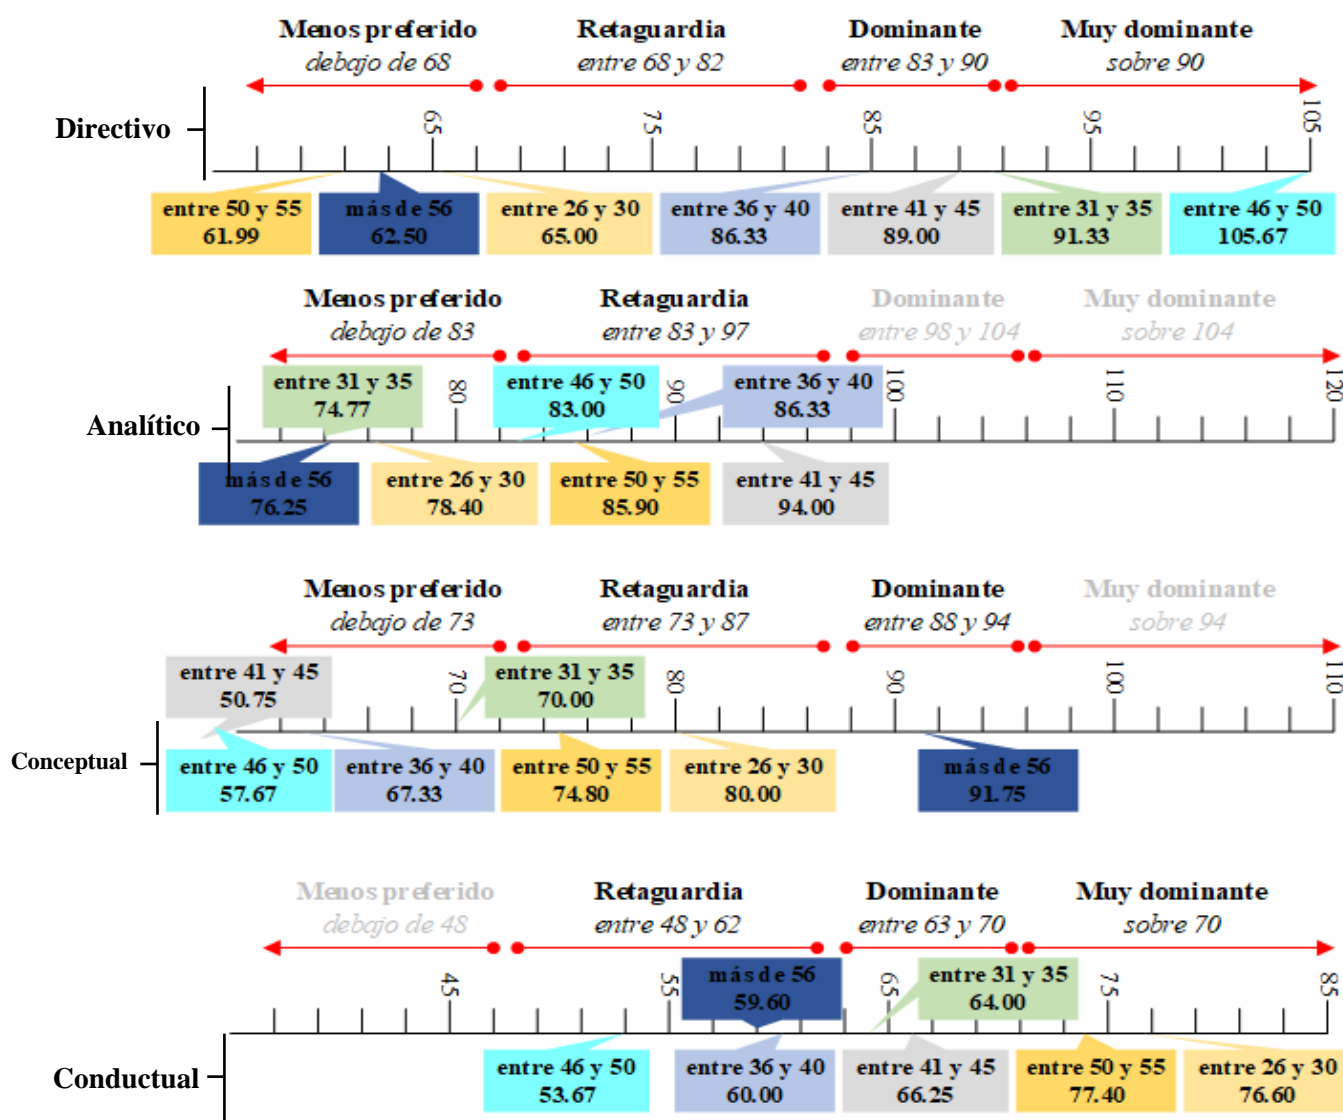 Menos preferido Retaguardia Dominante Muy dominante
debajo de 68 entre 68 y 82 entre 83 y 90 sobre 90
Directivo
65 75 85 95 105
entre 50 y 55 más de 56 entre 26 y 30 entre 36 y 40 entre 41 y 45 entre 31 y 35 entre 46 y 50
61.99 62.50 65.00 86.33 89.00 91.33 105.67
Menos preferido Retaguardia Dominante Muy dominante
debajo de 83 entre 83 y 97 entre 98 y 104 sobre 104
entre 31 y 35 entre 46 y 50 entre 36 y 40
74.77 83.00 86.33
80 90 100 110 120
Analítico
más de 56 entre 26 y 30 entre 50 y 55 entre 41 y 45
76.25 78.40 85.90 94.00
Menos preferido Retaguardia Dominante Muy dominante
debajo de 73 entre 73 y 87 entre 88 y 94 sobre 94
entre 41 y 45 entre 31 y 35
50.75 70.00
70 80 90 100 110
Conceptual
entre 46 y 50 entre 36 y 40 entre 50 y 55 entre 26 y 30 más de 56
57.67 67.33 74.80 80.00 91.75
Menos preferido Retaguardia Dominante Muy dominante
debajo de 48 entre 48 y 62 entre 63 y 70 sobre 70
más de 56 entre 31 y 35
59.60 64.00
45 55 65 75 85
Conductual
entre 46 y 50 entre 36 y 40 entre 41 y 45 entre 50 y 55 entre 26 y 30
53.67 60.00 66.25 77.40 76.60